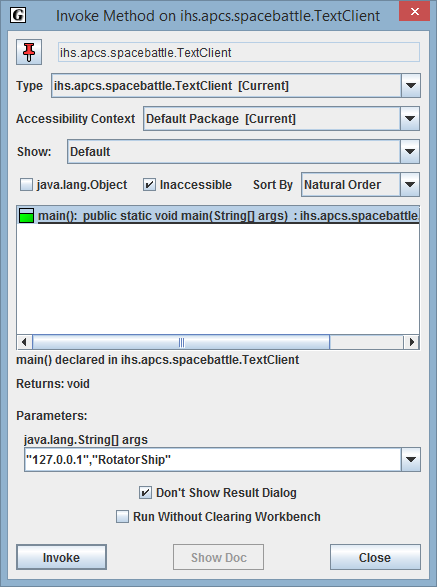 G Invoke Method on ihs.apcs.spacebattle.TextClient
ihs.apcs.spacebattle.TextClient
Type ihs.apcs.spacebattle.TextClient [Current]
Accessibility Context Default Package [Current]
Show: Default
java.lang.Object Inaccessible Sort By Natural Order
main(): public static void main(String[] args) : ihs.apcs.spacebattle.
main() declared in ihs.apcs.spacebattle.TextClient
Returns: void
Parameters:
java.lang.String[] args
"127.0.0.1","RotatorShip"
Don't Show Result Dialog
Run Without Clearing Workbench
Invoke Show Doc Close